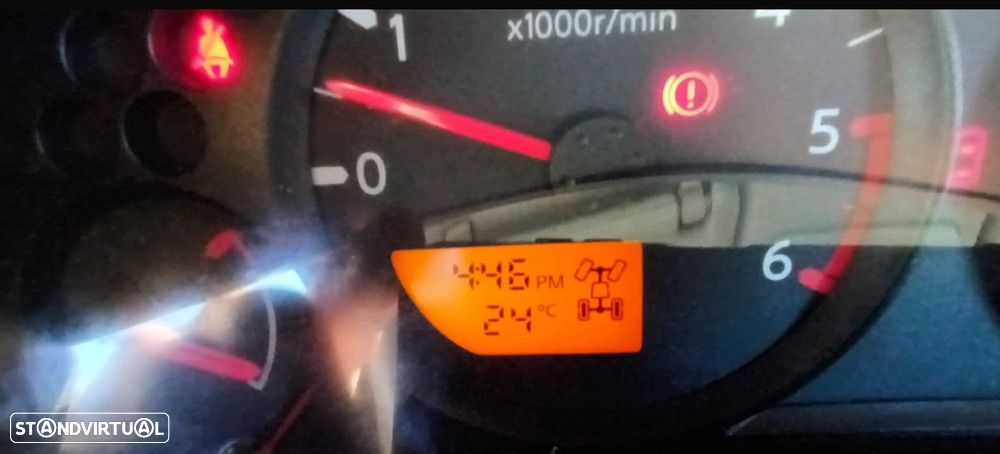 x1000r/min
1
4
0
5
6
4:46 PM
24 °C
STANDVIRTUAL